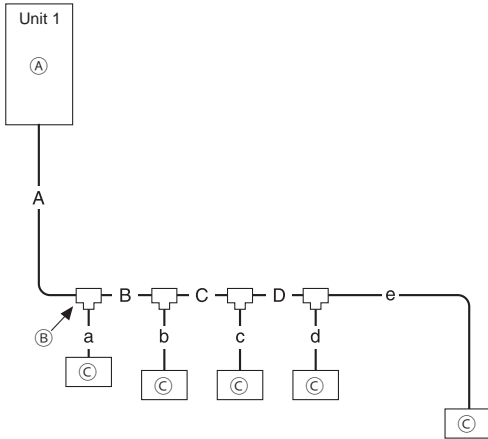 Unit 1
Ⓐ
A
B C D e
Ⓑ a b c d
Ⓒ Ⓒ Ⓒ Ⓒ
Ⓒ